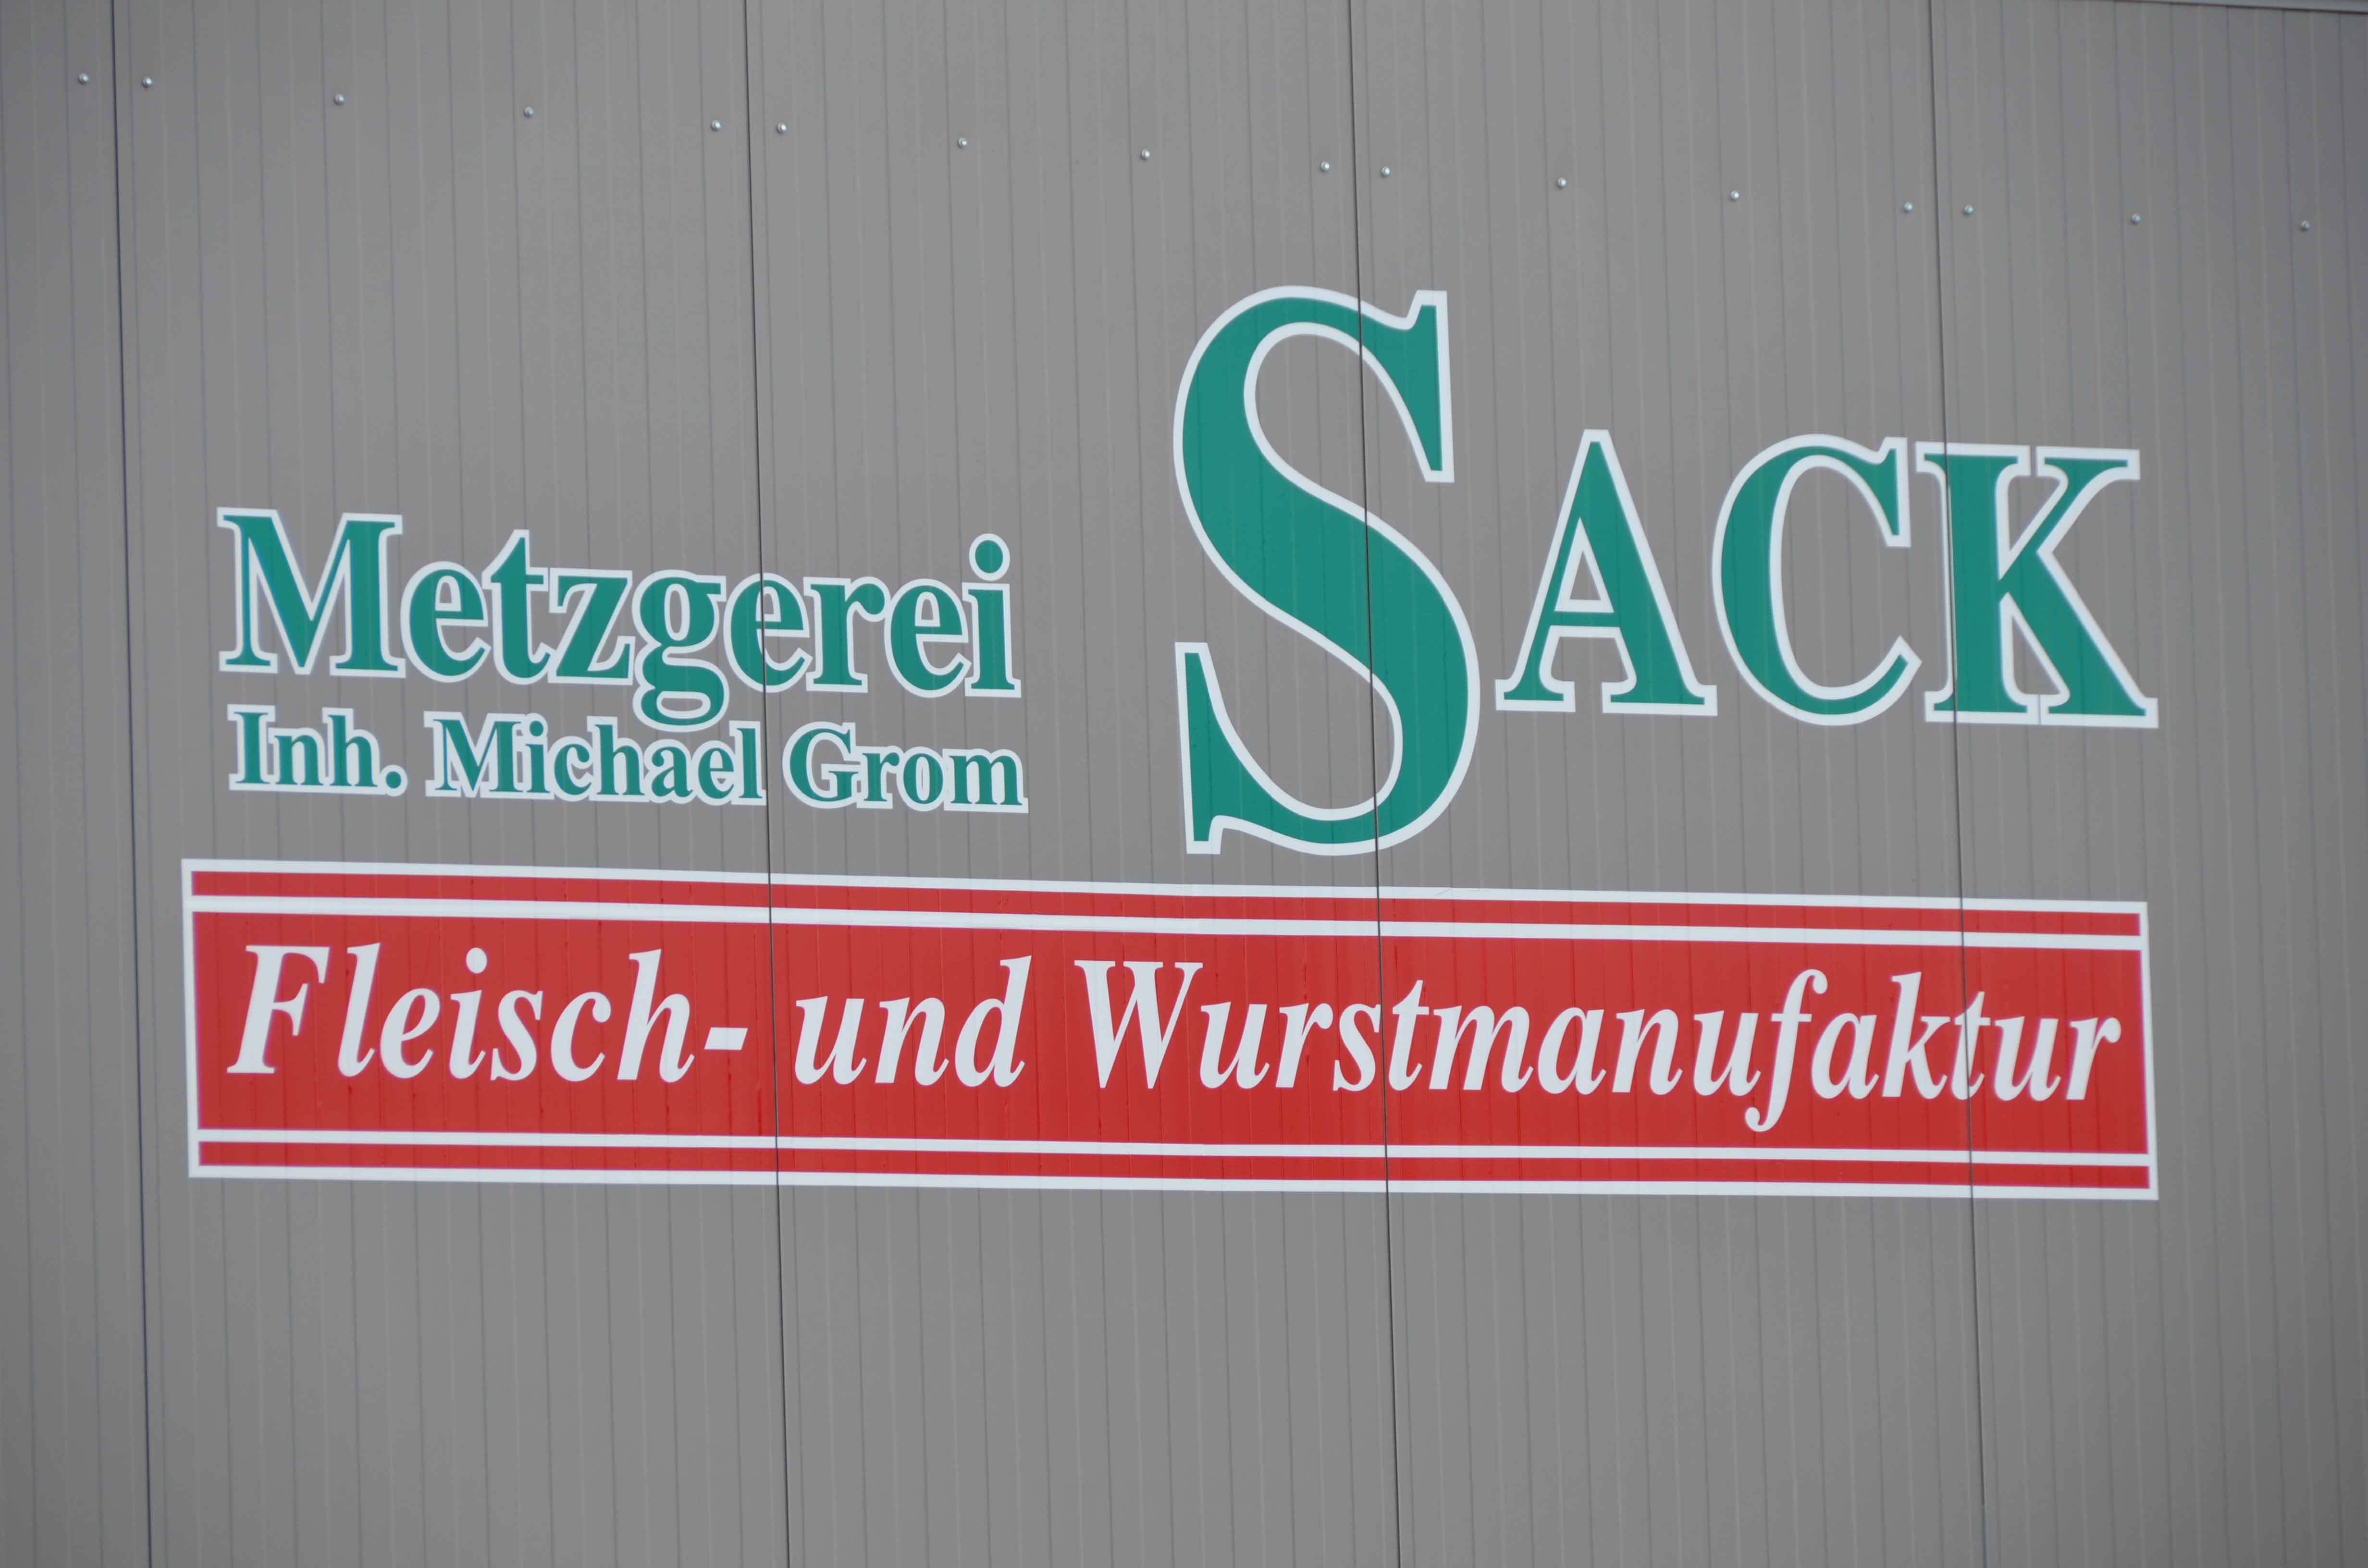 Metzgerei SACK
Inh. Michael Grom
Fleisch- und Wurstmanufaktur